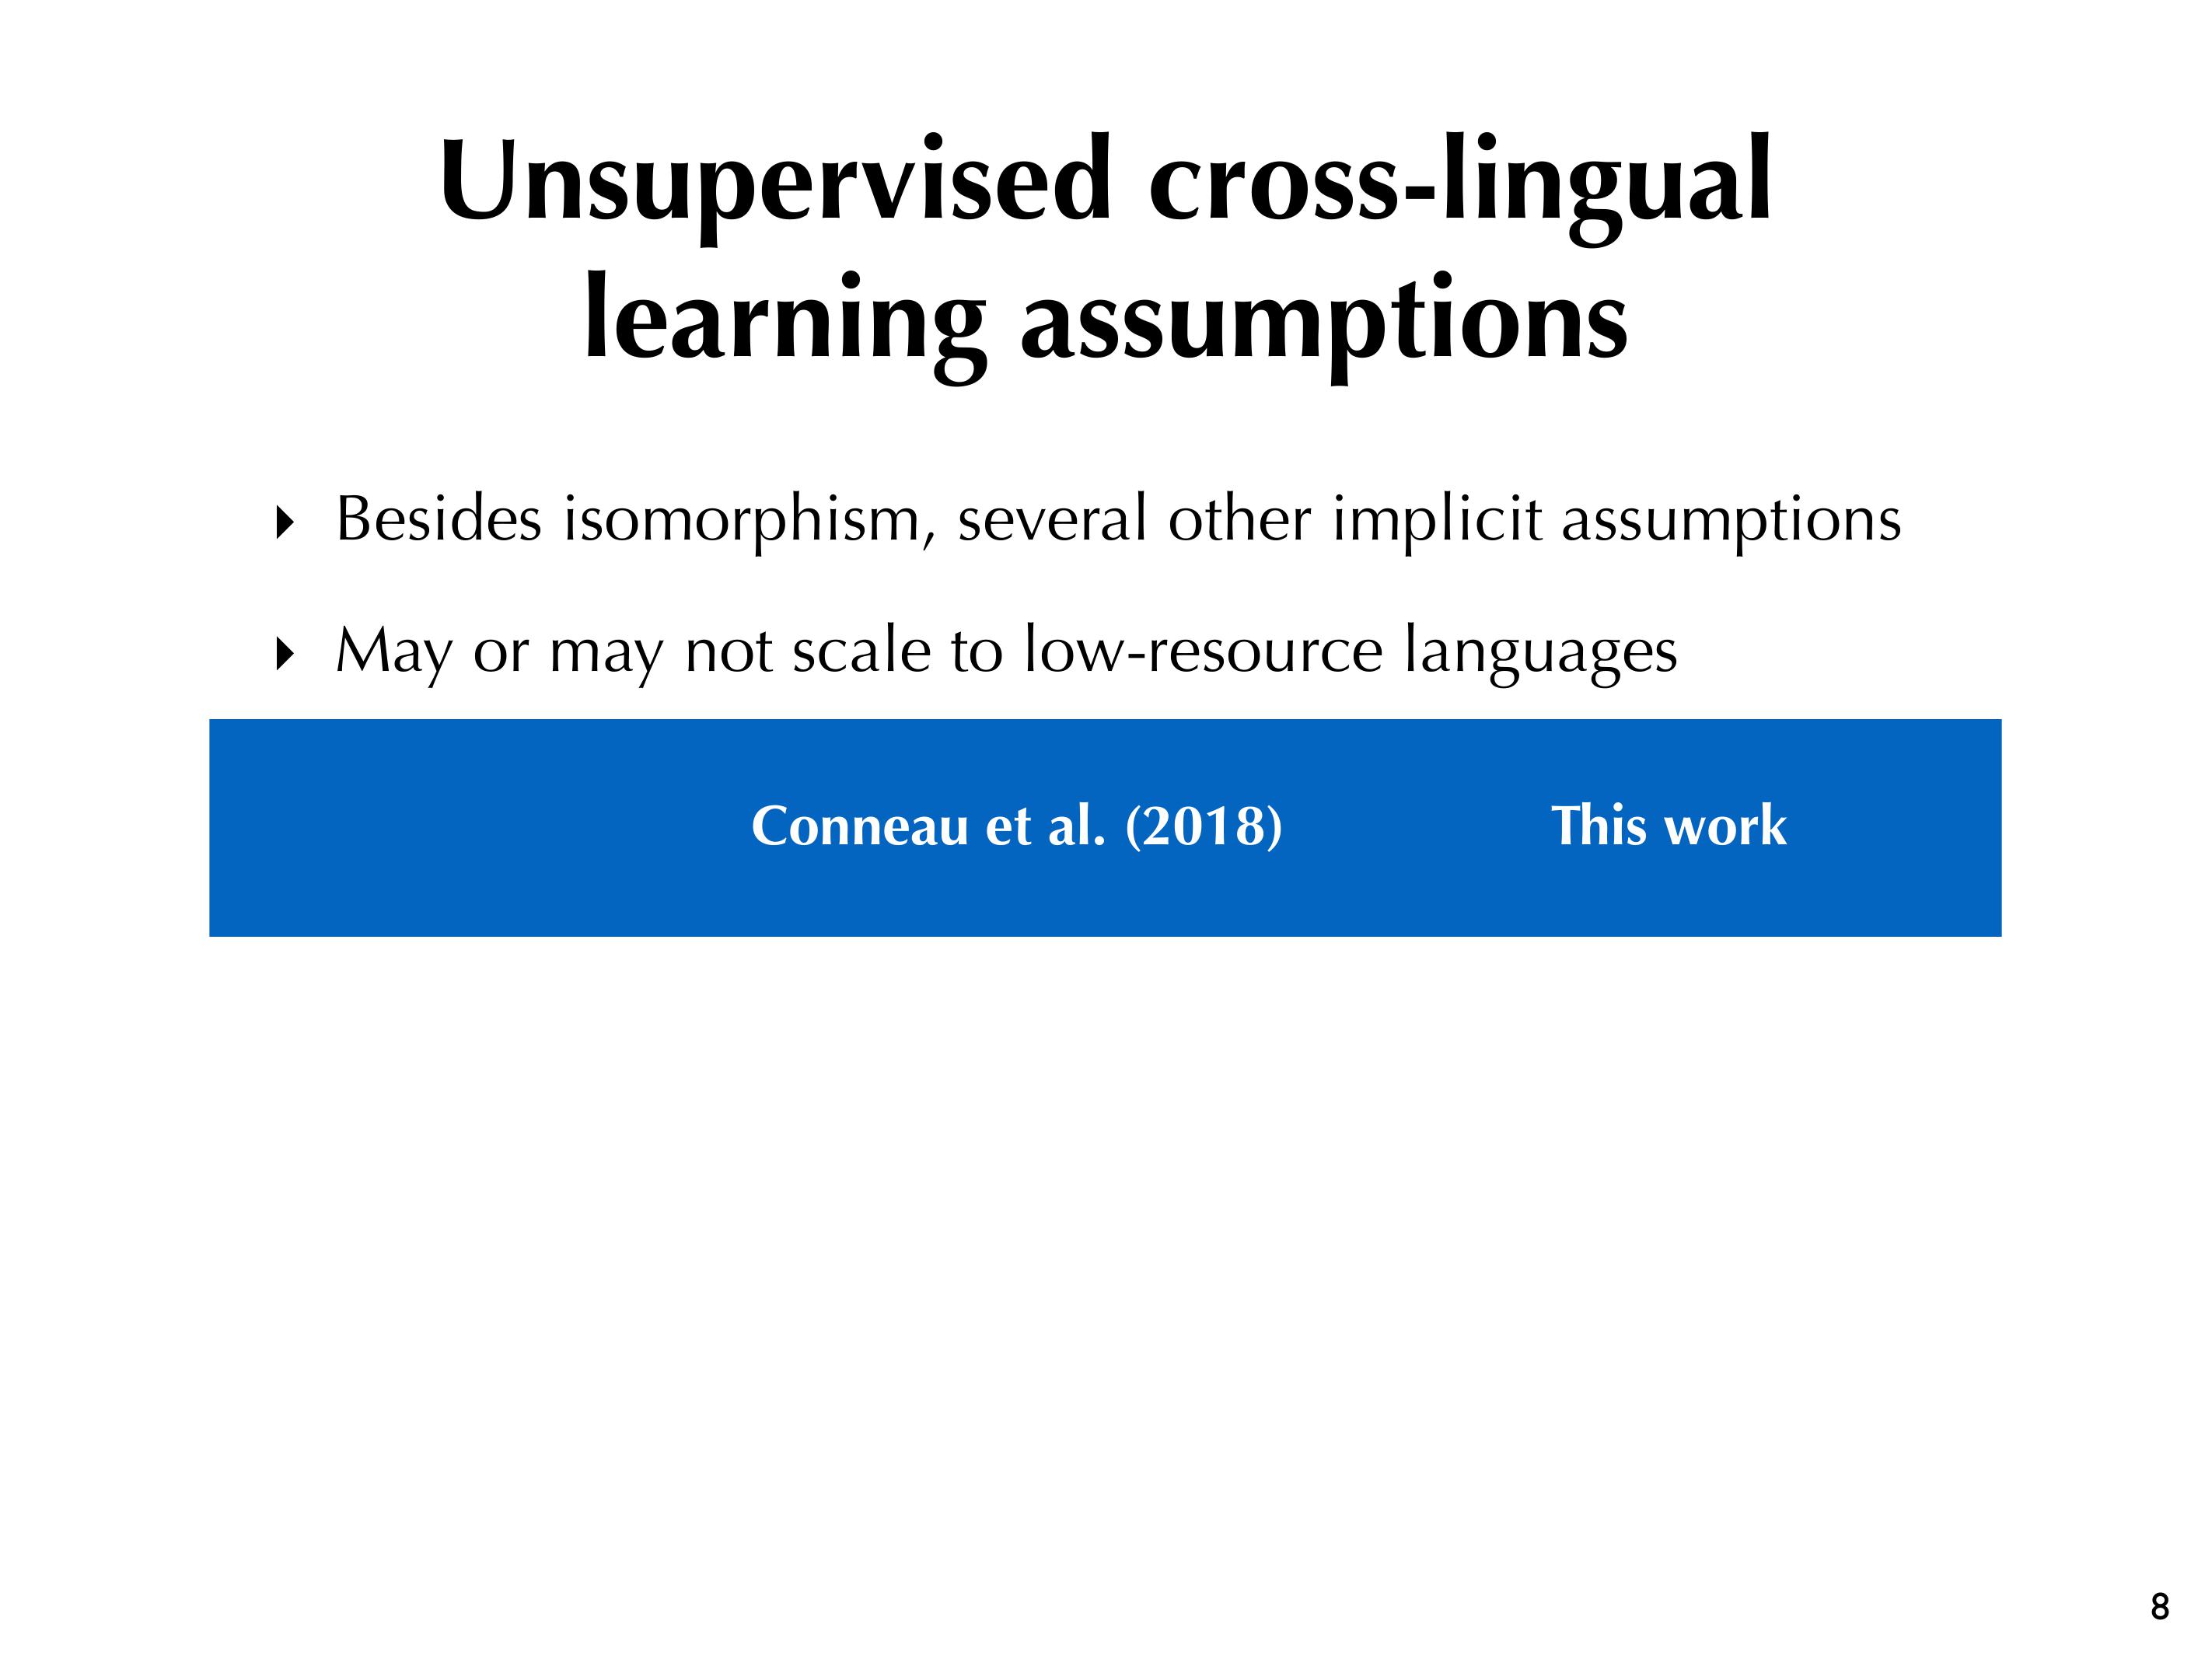 Unsupervised cross-lingual
learning assumptions
‣ Besides isomorphism, several other implicit assumptions
‣ May or may not scale to low-resource languages
Conneau et al. (2018) This work
8